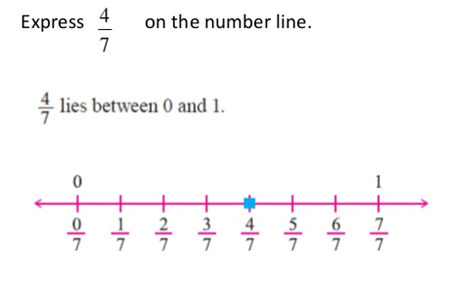 Express 4/7 on the number line.
4/7 lies between 0 and 1.
0 1
0/7 1/7 2/7 3/7 4/7 5/7 6/7 7/7